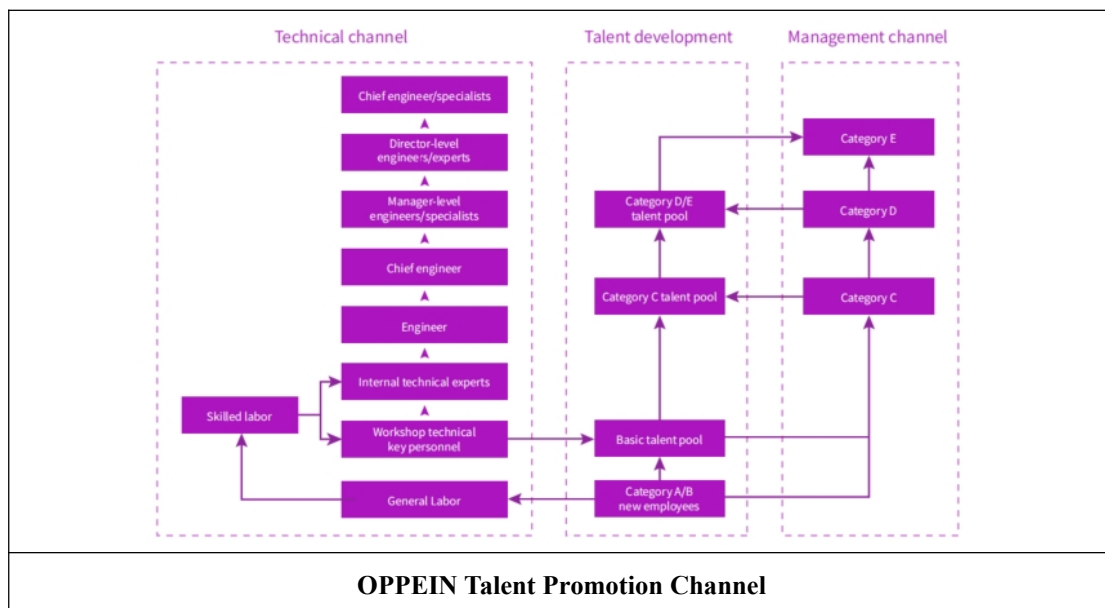 Technical channel
Talent development
Management channel
Chief engineer/specialists
Director-level
engineers/experts
Manager-level
engineers/specialists
Chief engineer
Engineer
Internal technical experts
Skilled labor
Workshop technical
key personnel
General Labor
Category D/E
talent pool
Category C talent pool
Basic talent pool
Category A/B
new employees
Category E
Category D
Category C
OPPEIN Talent Promotion Channel